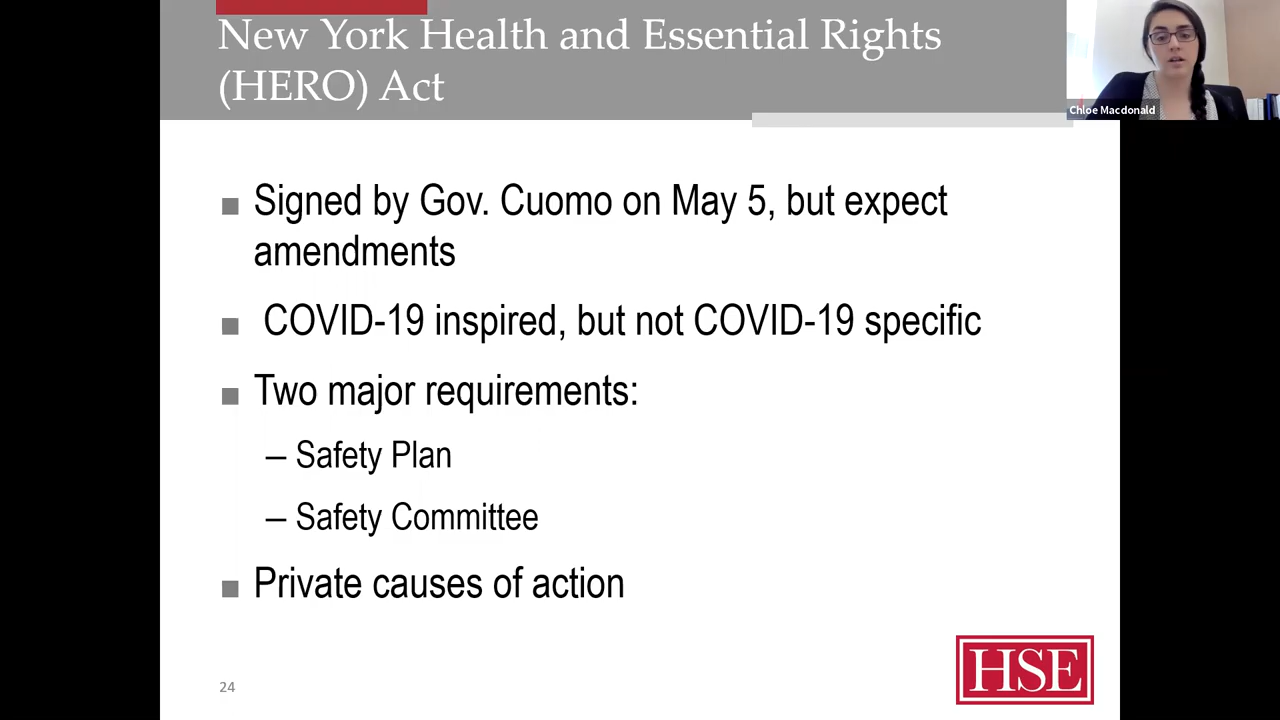 New York Health and Essential Rights
(HERO) Act
Chloe Macdonald
■ Signed by Gov. Cuomo on May 5, but expect
amendments
■ COVID-19 inspired, but not COVID-19 specific
■ Two major requirements:
– Safety Plan
– Safety Committee
■ Private causes of action
HSE
24